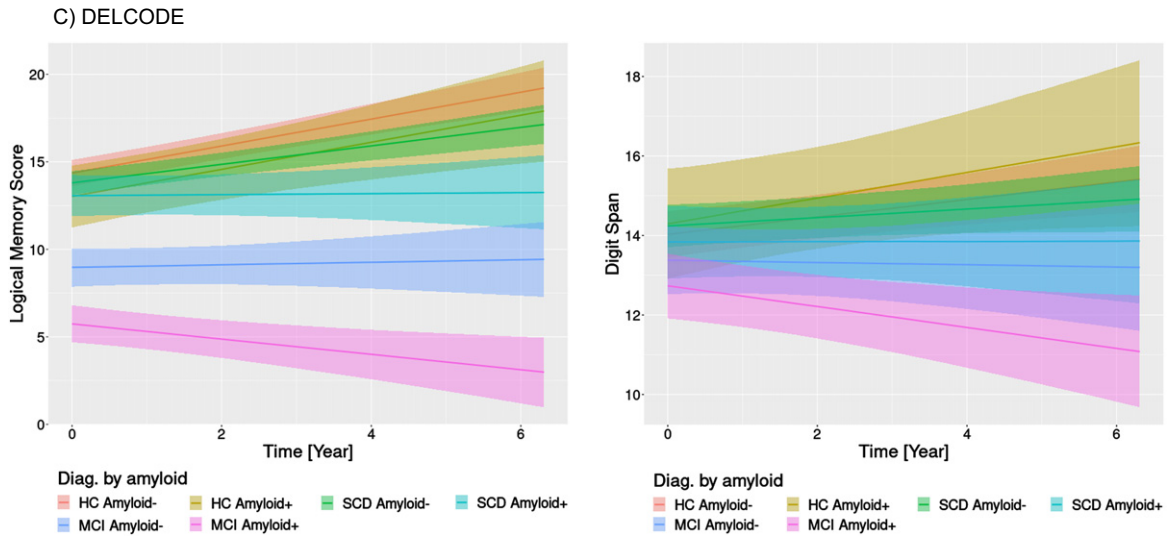 C) DELCODE
Logical Memory Score
20
15
10
5
0
0 2 4 6
Time [Year]
Diag. by amyloid
HC Amyloid- HC Amyloid+ SCD Amyloid- SCD Amyloid+
MCI Amyloid- MCI Amyloid+
Digit Span
18
16
14
12
10
0 2 4 6
Time [Year]
Diag. by amyloid
HC Amyloid- HC Amyloid+ SCD Amyloid- SCD Amyloid+
MCI Amyloid- MCI Amyloid+